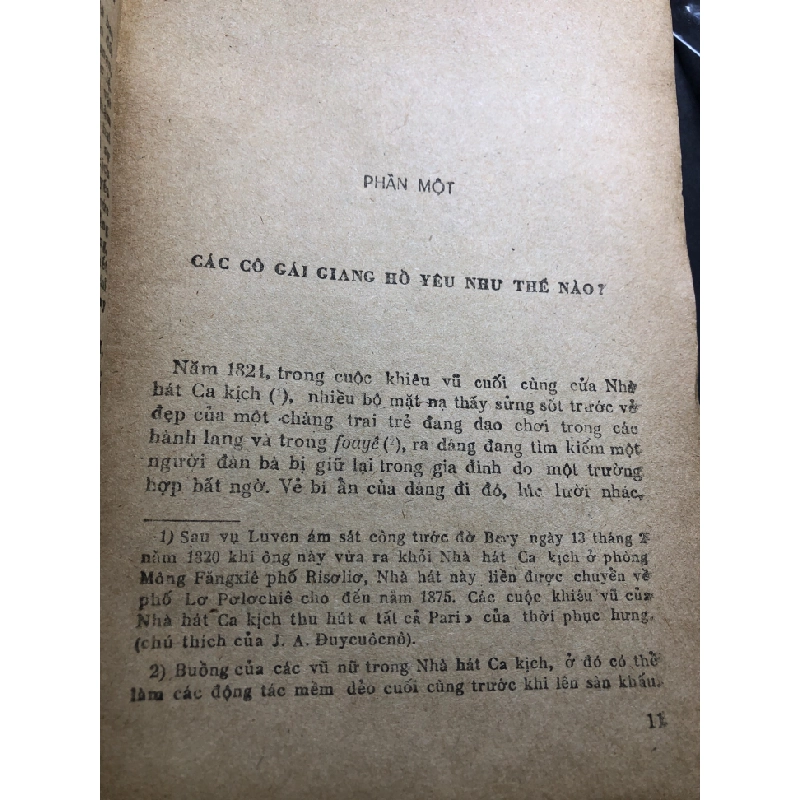 PHẦN MỘT
CÁC CÔ GÁI GIANG HỒ YÊU NHƯ THẾ NÀO?
Năm 1824, trong cuộc khiêu vũ cuối cùng của Nhà
hát Ca kịch (1), nhiều bộ mặt nạ thấy sửng sốt trước vẻ
đẹp của một chàng trai trẻ đang dạo chơi trong các
hành lang và trong foayê (2), ra dáng đang tìm kiếm một
người đàn bà bị giữ lại trong gia đình do một trường
hợp bất ngờ. Vẻ bí ẩn của dáng đi đó, lúc lười nhác,
1) Sau vụ Luven ám sát công tước đờ Bery ngày 13 tháng 2
năm 1820 khi ông này vừa ra khỏi Nhà hát Ca kịch ở phòng
Mông Făngxiê phố Risơliơ, Nhà hát này liền được chuyển về
phố Lơ Pơlơchiê cho đến năm 1875. Các cuộc khiêu vũ của
Nhà hát Ca kịch thu hút « tất cả Pari » của thời phục hưng.
(chú thích của J. A. Đuycuôcnô).
2) Buồng của các vũ nữ trong Nhà hát Ca kịch, ở đó có thể
làm các động tác mềm dẻo cuối cùng trước khi lên sàn khấu.
11